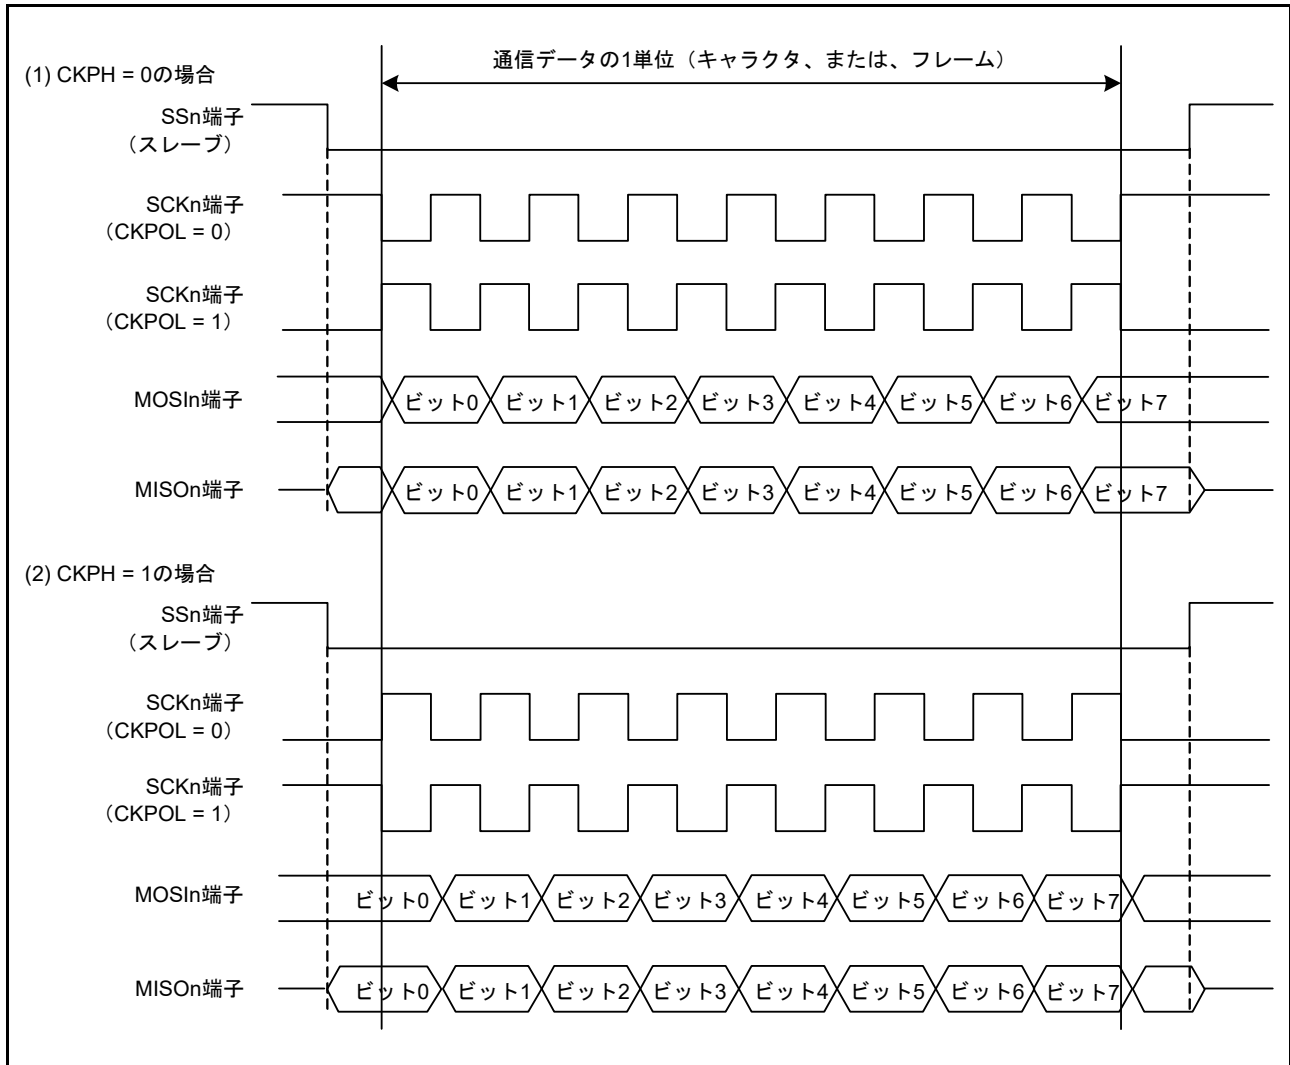 通信データの1単位（キャラクタ、または、フレーム）
(1) CKPH = 0の場合
SSn端子
（スレーブ）
SCKn端子
（CKPOL = 0）
SCKn端子
（CKPOL = 1）
MOSIn端子
ビット0 ビット1 ビット2 ビット3 ビット4 ビット5 ビット6 ビット7
MISOn端子
ビット0 ビット1 ビット2 ビット3 ビット4 ビット5 ビット6 ビット7
(2) CKPH = 1の場合
SSn端子
（スレーブ）
SCKn端子
（CKPOL = 0）
SCKn端子
（CKPOL = 1）
MOSIn端子
ビット0 ビット1 ビット2 ビット3 ビット4 ビット5 ビット6 ビット7
MISOn端子
ビット0 ビット1 ビット2 ビット3 ビット4 ビット5 ビット6 ビット7